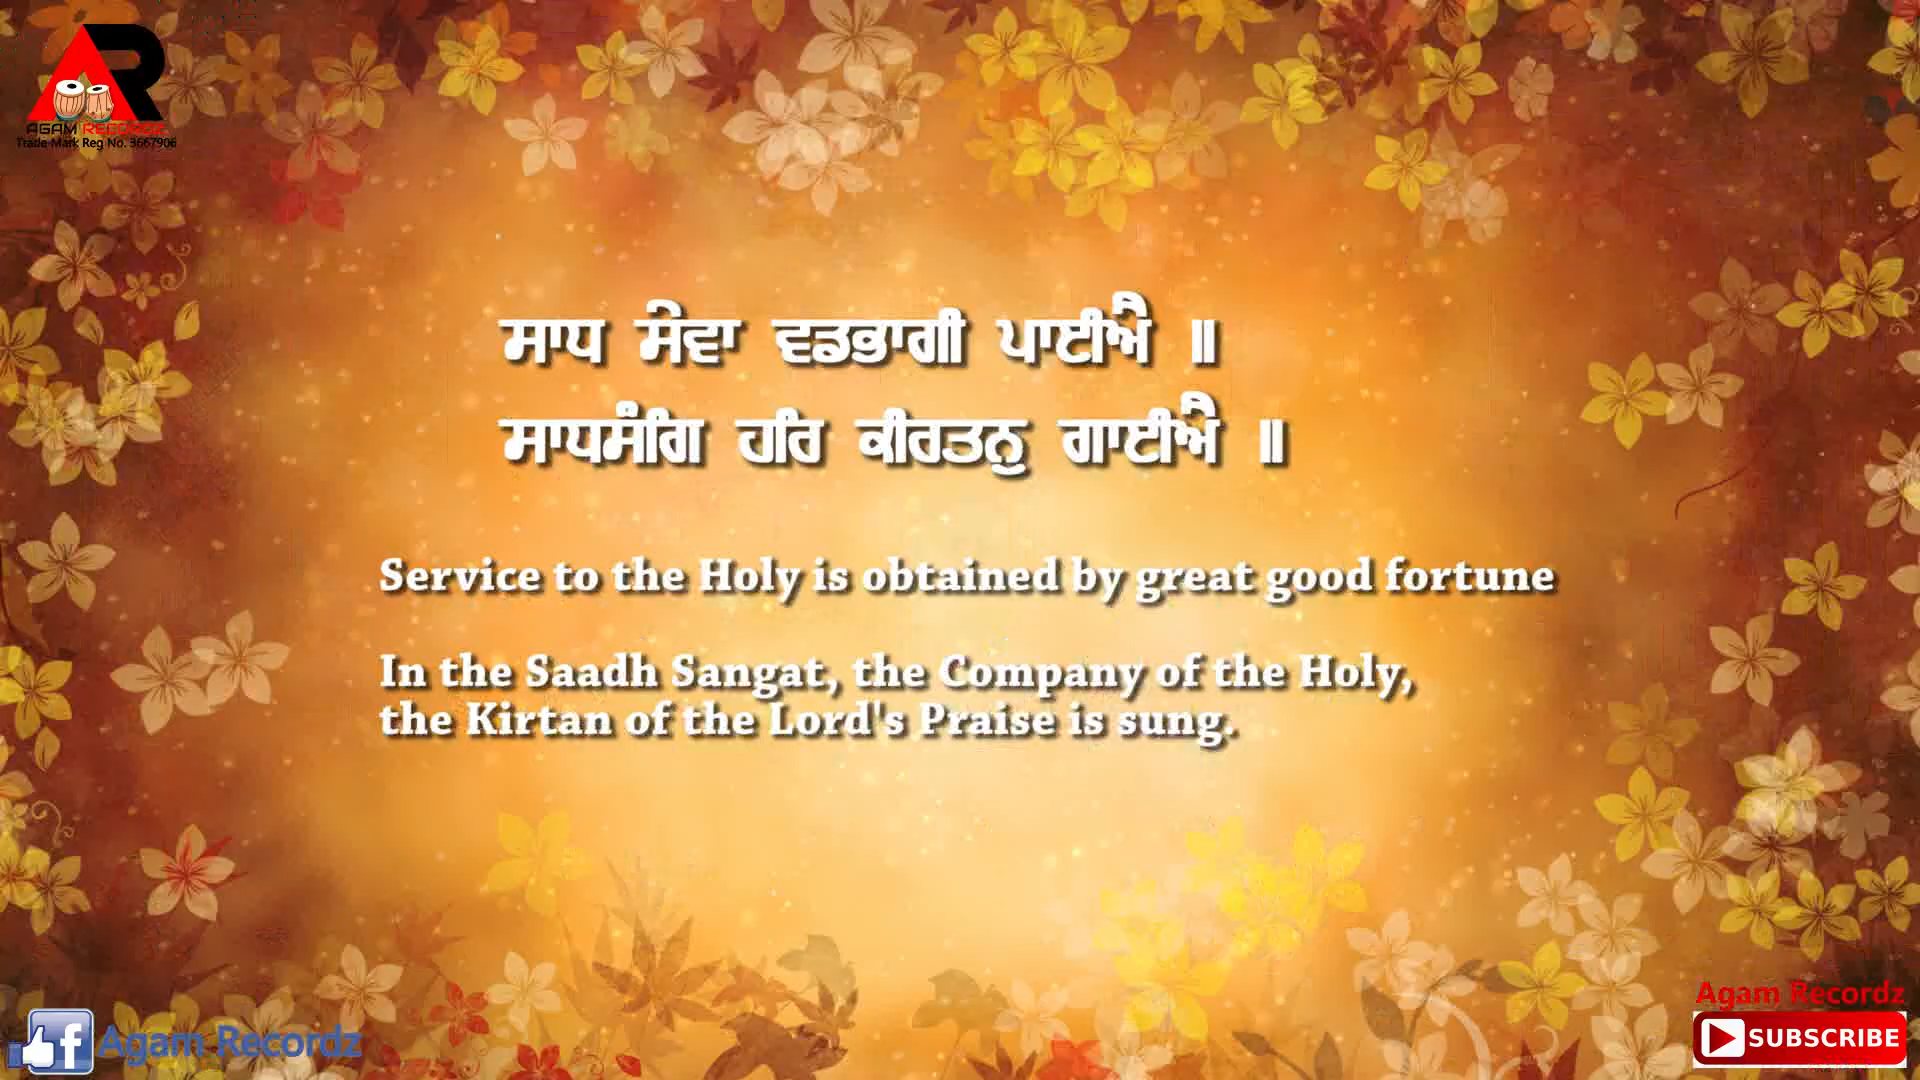 AGAM RECORDZ
Trade-Mark Reg No. 3667906
ਸਾਧ ਸੇਵਾ ਵਡਭਾਗੀ ਪਾਈਐ ॥
ਸਾਧਸੰਗਿ ਹਰਿ ਕੀਰਤਨੁ ਗਾਈਐ ॥
Service to the Holy is obtained by great good fortune
In the Saadh Sangat, the Company of the Holy,
the Kirtan of the Lord's Praise is sung.
Agam Recordz
Agam Recordz
SUBSCRIBE